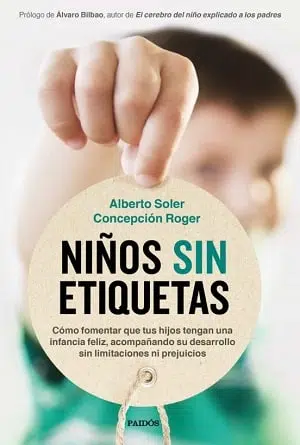 Prólogo de Álvaro Bilbao, autor de El cerebro del niño explicado a los padres
Alberto Soler
Concepción Roger
NIÑOS SIN
ETIQUETAS
Cómo fomentar que tus hijos tengan una
infancia feliz, acompañando su desarrollo
sin limitaciones ni prejuicios
PAIDÓS